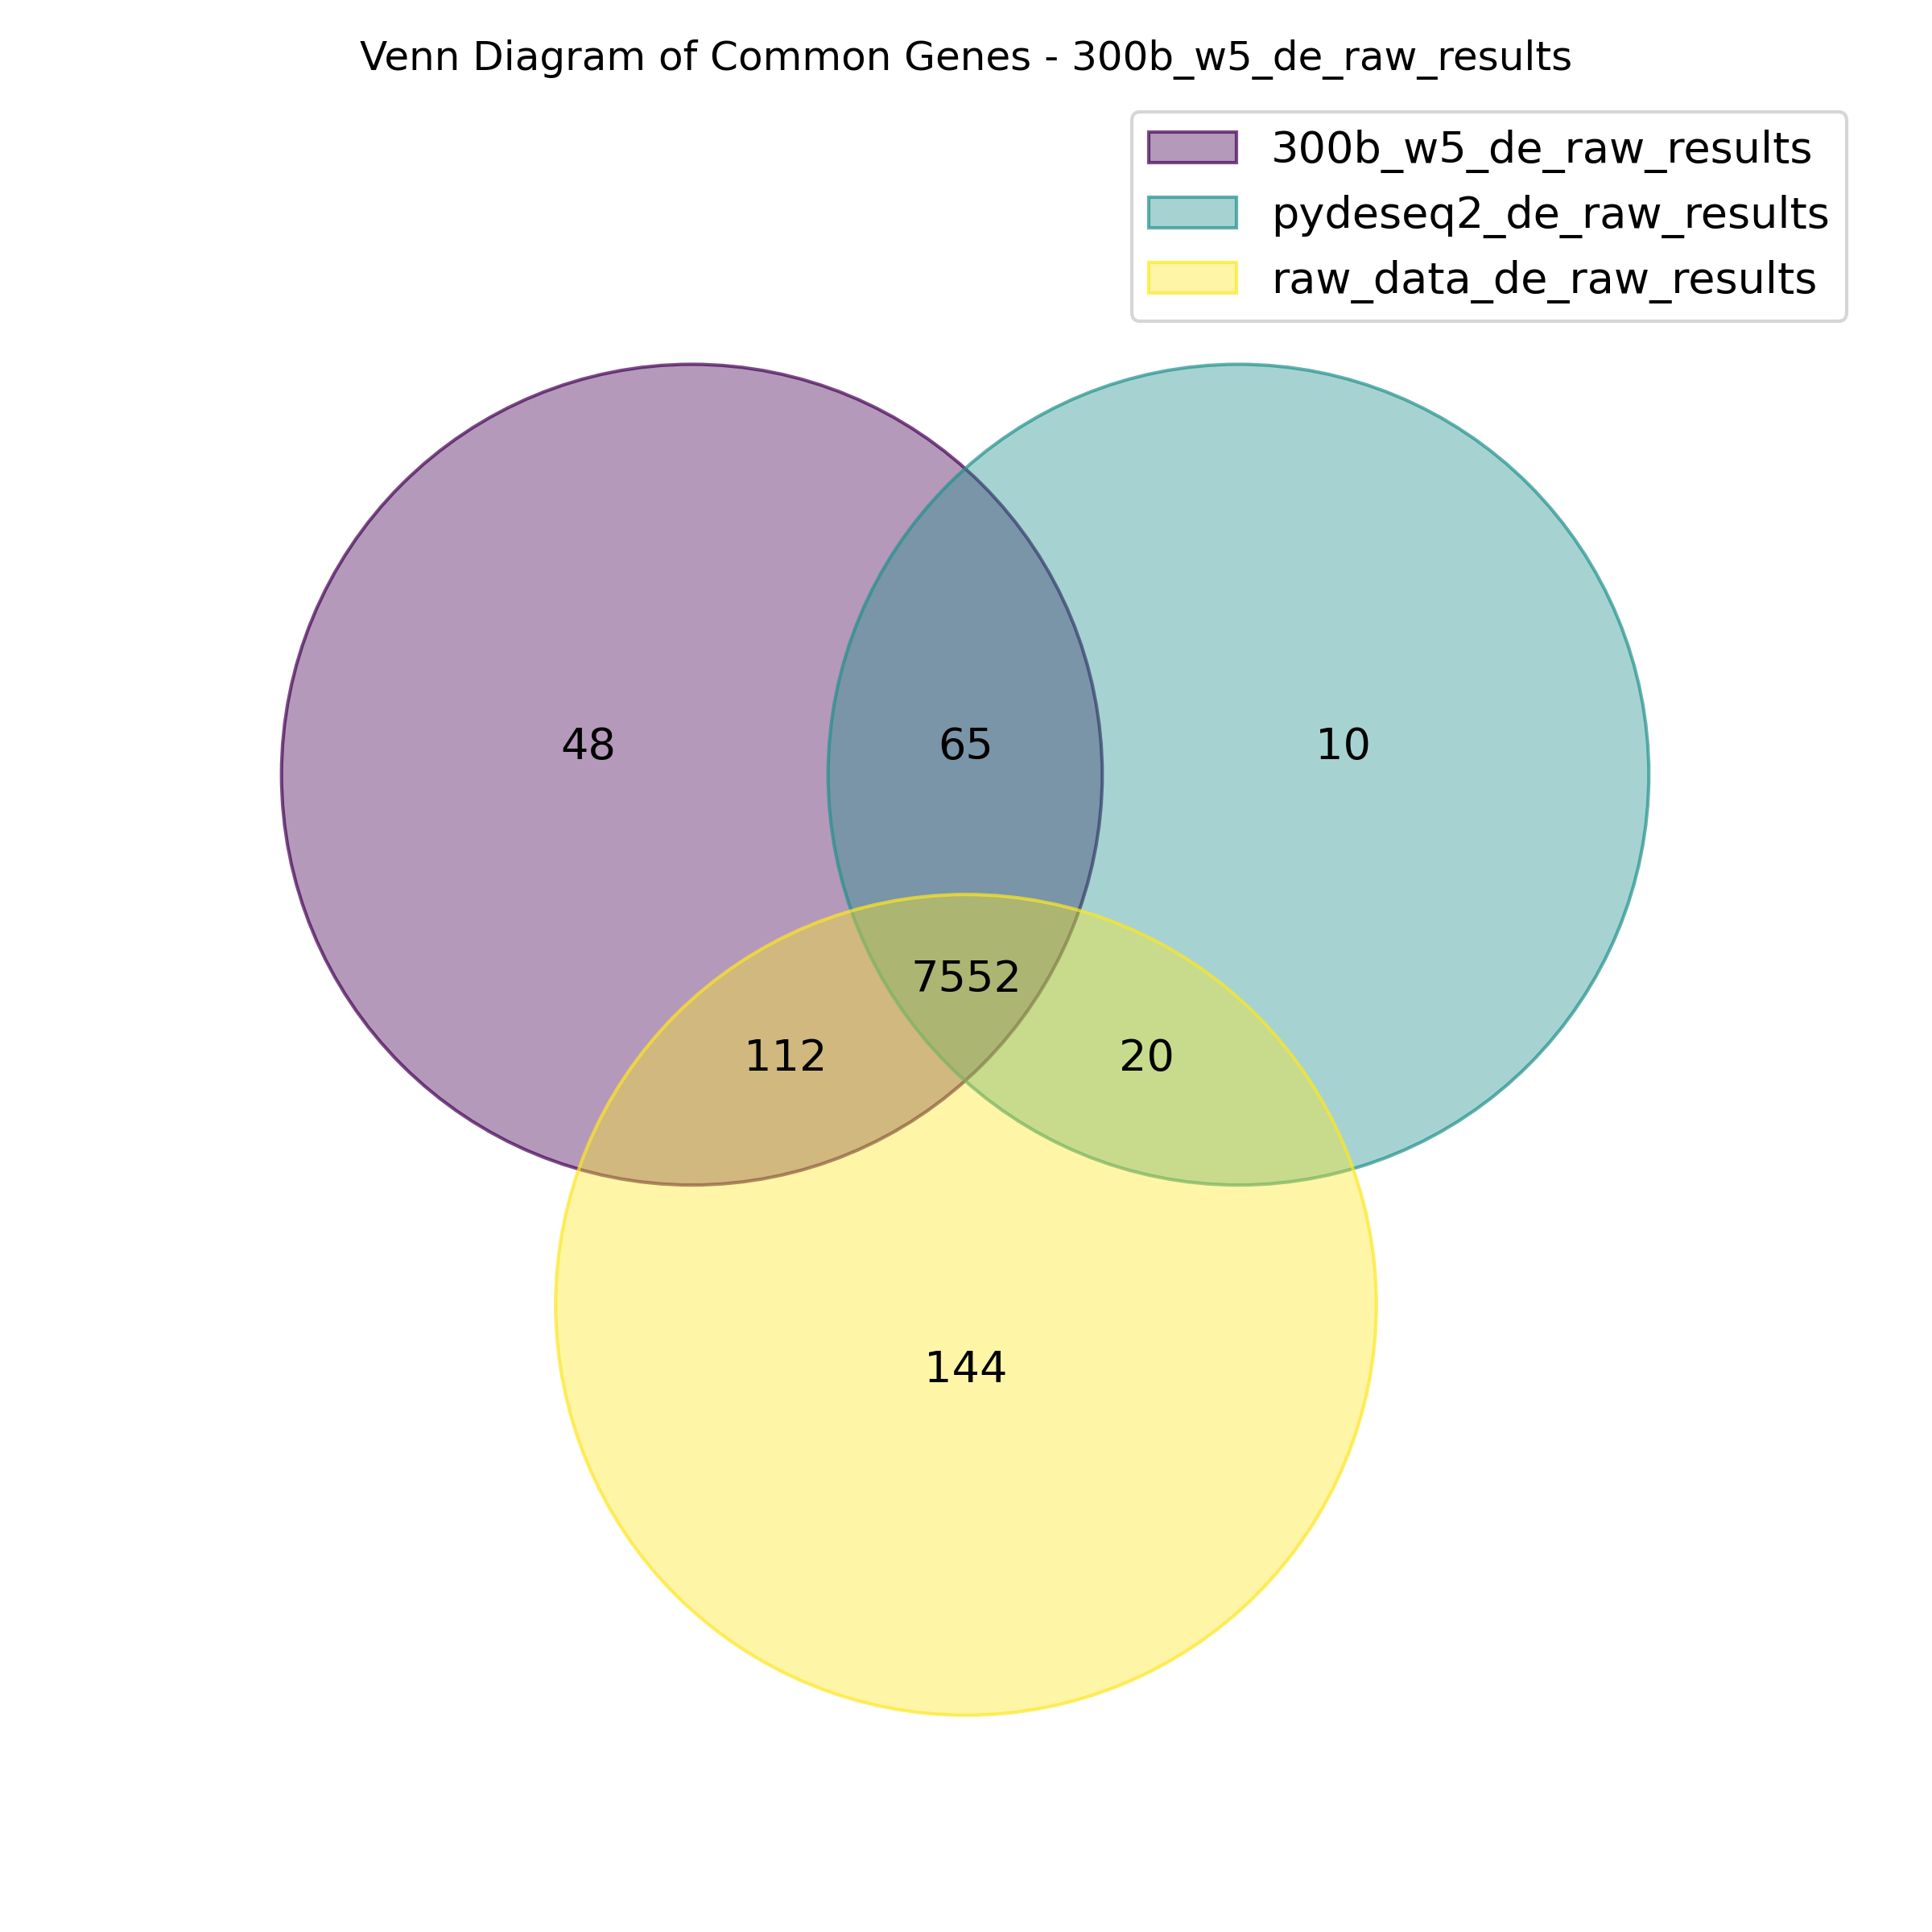 Venn Diagram of Common Genes - 300b_w5_de_raw_results
300b_w5_de_raw_results
pydeseq2_de_raw_results
raw_data_de_raw_results
48
65
10
7552
112
20
144